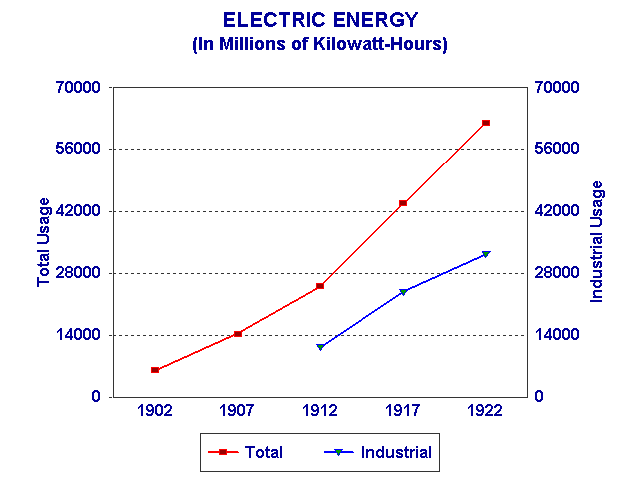 ELECTRIC ENERGY
(In Millions of Kilowatt-Hours)
70000 70000
56000 56000
42000 42000
28000 28000
14000 14000
0 0
Total Usage
Industrial Usage
1902 1907 1912 1917 1922
Total Industrial